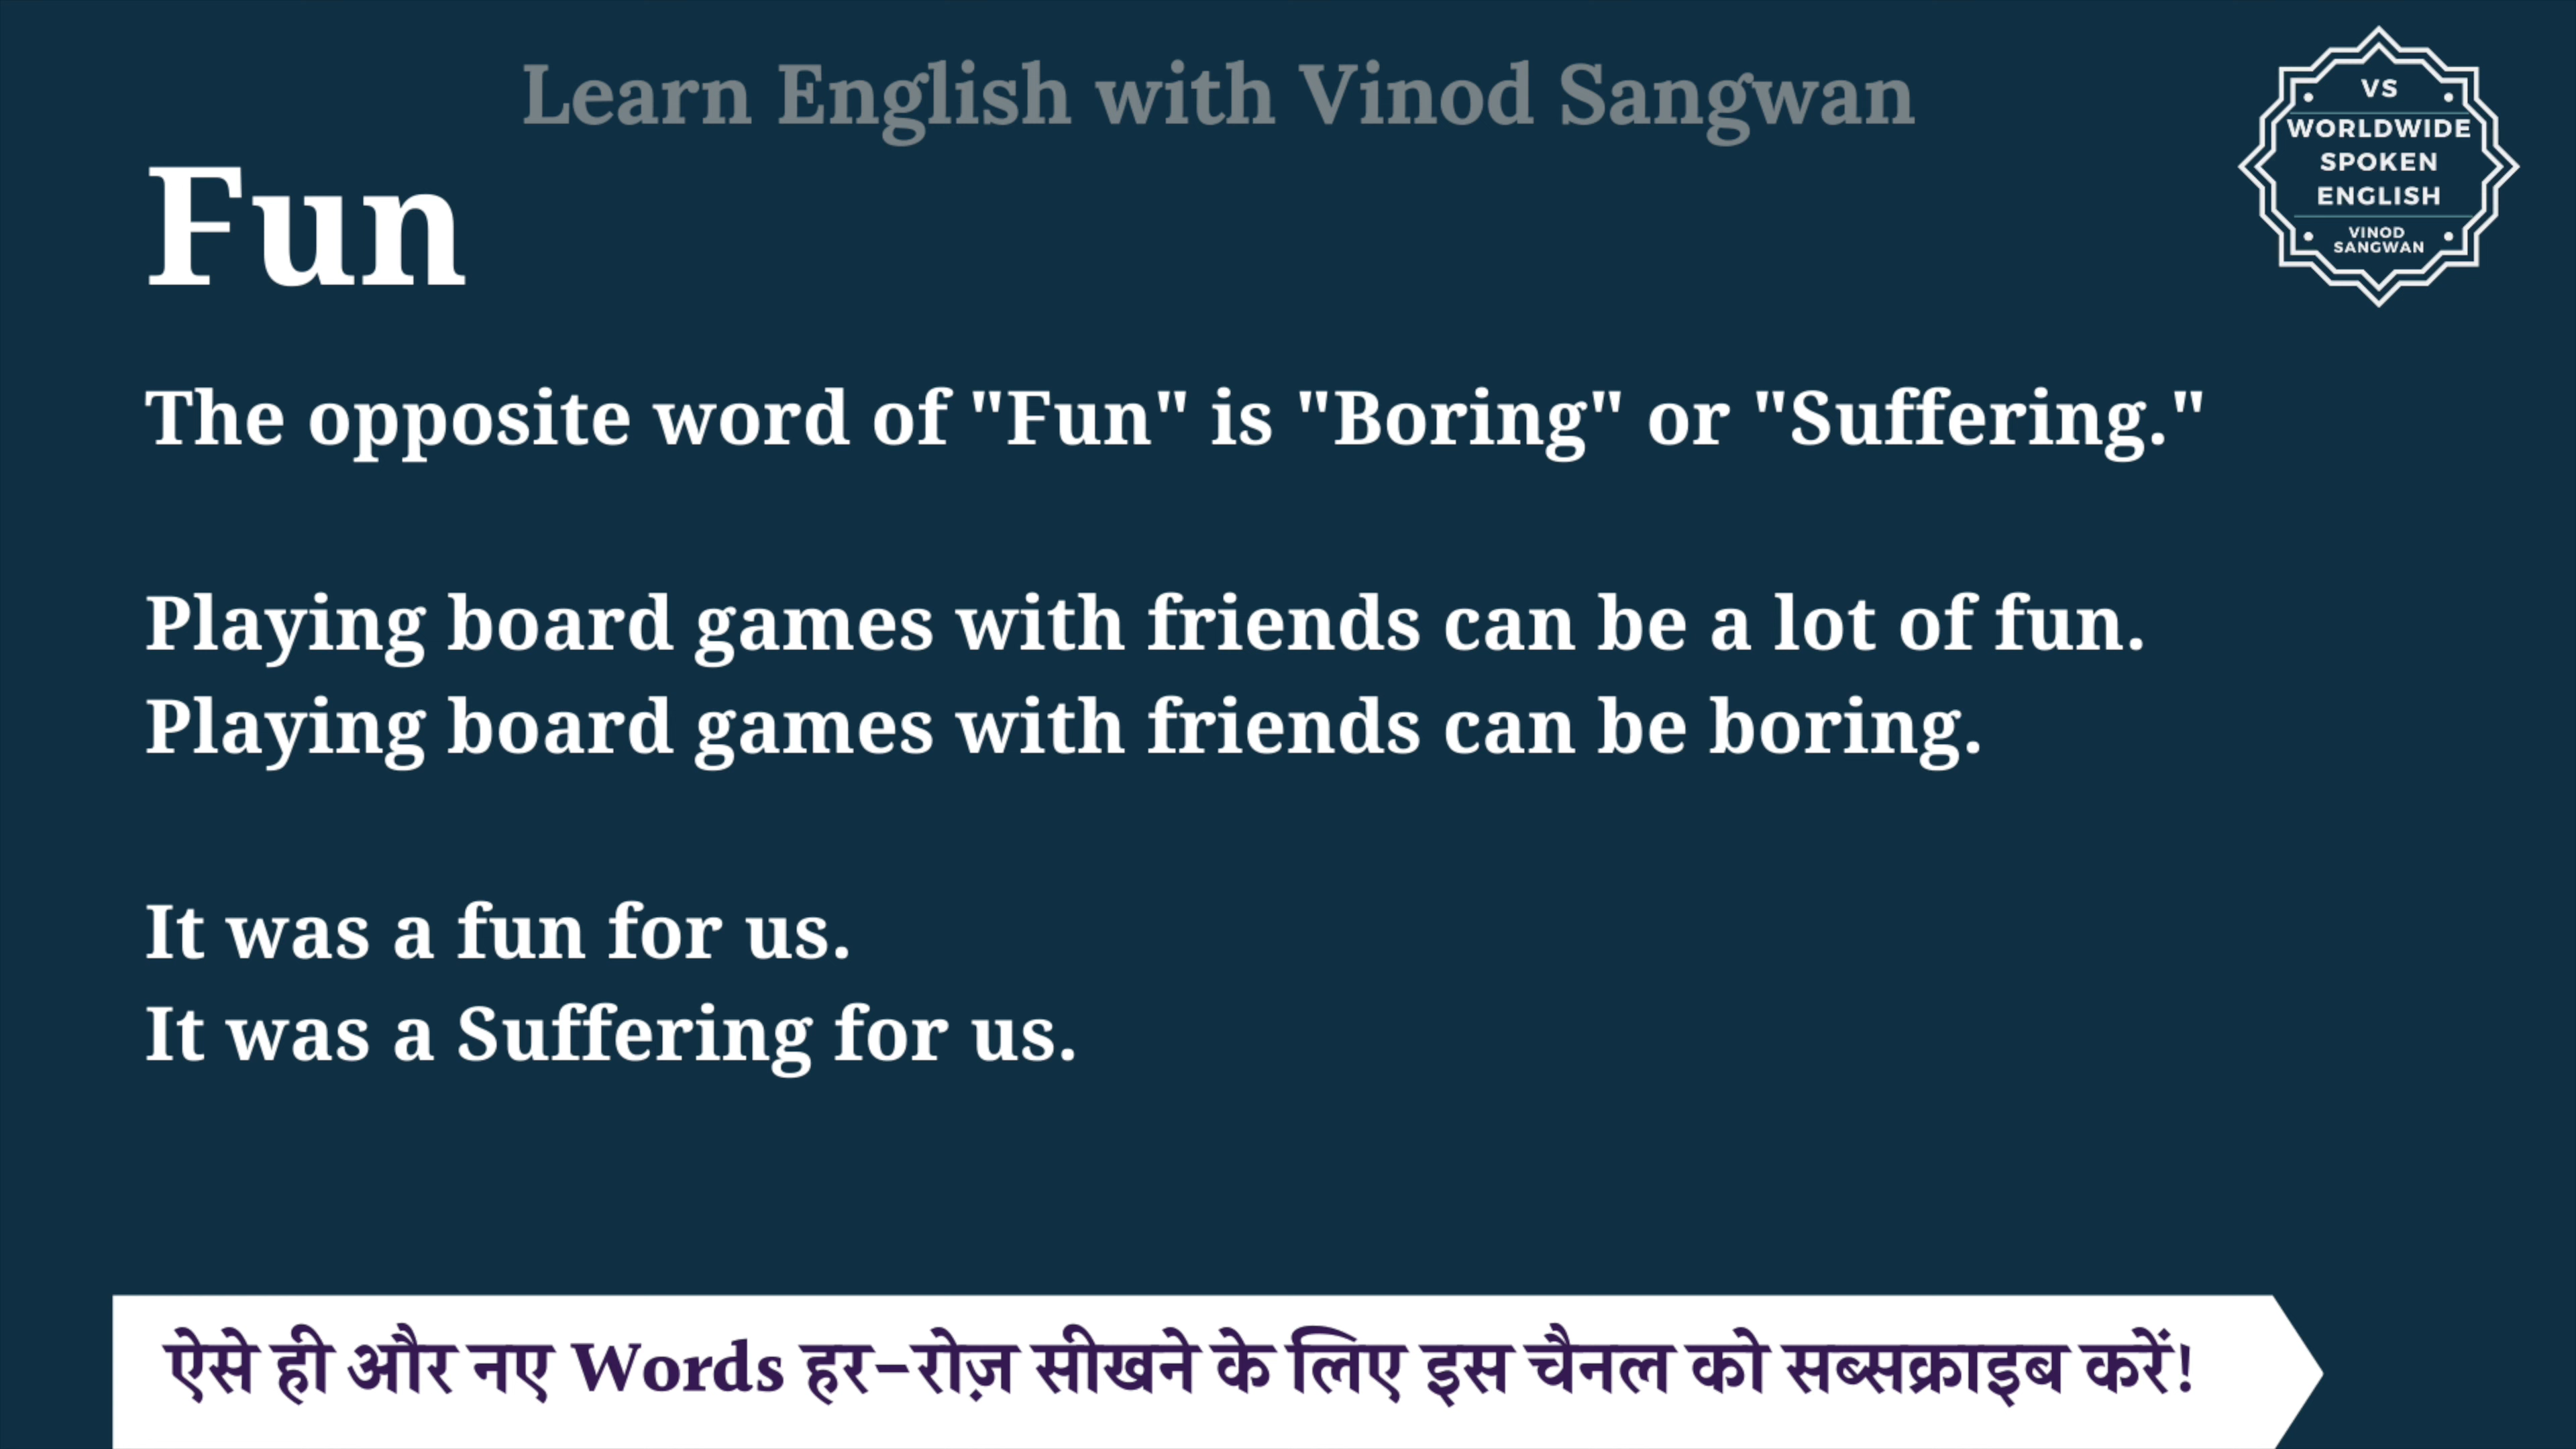 Learn English with Vinod Sangwan
VS
WORLDWIDE
SPOKEN
ENGLISH
VINOD
SANGWAN
Fun
The opposite word of "Fun" is "Boring" or "Suffering."
Playing board games with friends can be a lot of fun.
Playing board games with friends can be boring.
It was a fun for us.
It was a Suffering for us.
ऐसे ही और नए Words हर-रोज़ सीखने के लिए इस चैनल को सब्सक्राइब करें!